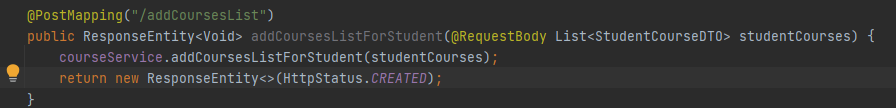 @PostMapping("/addCoursesList")
public ResponseEntity<Void> addCoursesListForStudent(@RequestBody List<StudentCourseDTO> studentCourses) {
courseService.addCoursesListForStudent(studentCourses);
return new ResponseEntity<>(HttpStatus.CREATED);
}